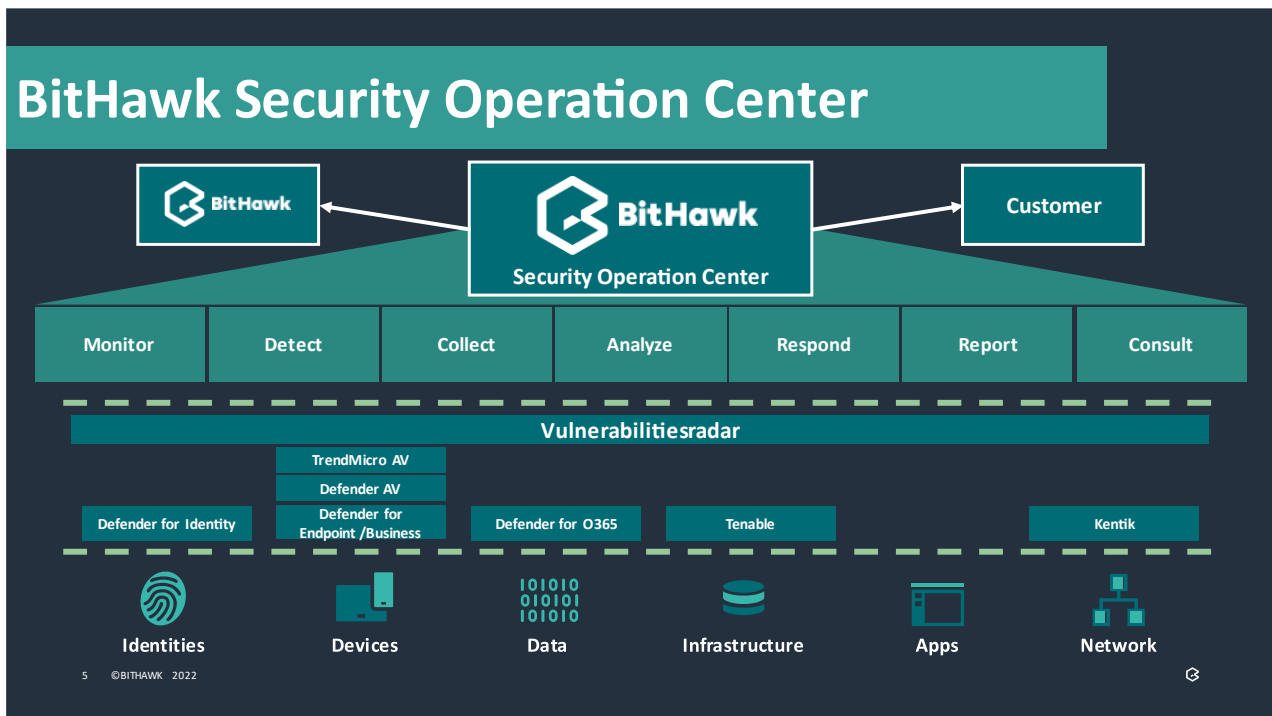 BitHawk Security Operation Center
BitHawk
BitHawk
Security Operation Center
Customer
Monitor
Detect
Collect
Analyze
Respond
Report
Consult
Vulnerabilitiesradar
TrendMicro AV
Defender AV
Defender for Identity
Defender for
Endpoint /Business
Defender for O365
Tenable
Kentik
101010
010101
101010
Identities
Devices
Data
Infrastructure
Apps
Network
5 ©BITHAWK 2022